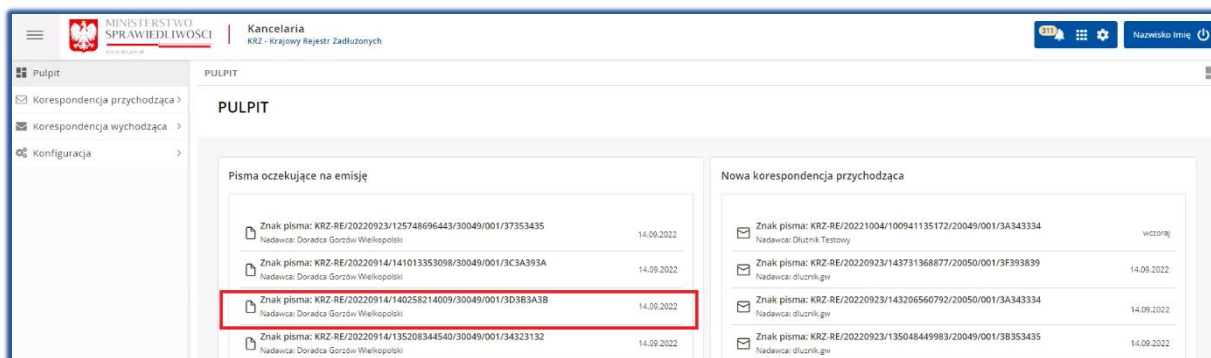 MINISTERSTWO
SPRAWIEDLIWOŚCI
www.ms.gov.pl
Kancelaria
KRZ - Krajowy Rejestr Zadłużonych
311
Nazwisko Imię
Pulpit
Korespondencja przychodząca
Korespondencja wychodząca
Konfiguracja
PULPIT
PULPIT
Pisma oczekujące na emisję
Znak pisma: KRZ-RE/20220923/125748696443/30049/001/37353435
Nadawca: Doradca Gorzów Wielkopolski
14.09.2022
Znak pisma: KRZ-RE/20220914/141013353098/30049/001/3C3A393A
Nadawca: Doradca Gorzów Wielkopolski
14.09.2022
Znak pisma: KRZ-RE/20220914/140258214009/30049/001/3D3B3A3B
Nadawca: Doradca Gorzów Wielkopolski
14.09.2022
Znak pisma: KRZ-RE/20220914/135208344540/30049/001/34323132
Nadawca: Doradca Gorzów Wielkopolski
14.09.2022
Nowa korespondencja przychodząca
Znak pisma: KRZ-RE/20221004/100941135172/20049/001/3A343334
Nadawca: Dłużnik Testowy
wczoraj
Znak pisma: KRZ-RE/20220923/143731368877/20050/001/3F393839
Nadawca: dluznik.gw
14.09.2022
Znak pisma: KRZ-RE/20220923/143206560792/20050/001/3A343334
Nadawca: dluznik.gw
14.09.2022
Znak pisma: KRZ-RE/20220923/135048449983/20049/001/3B353435
Nadawca: dluznik.gw
14.09.2022